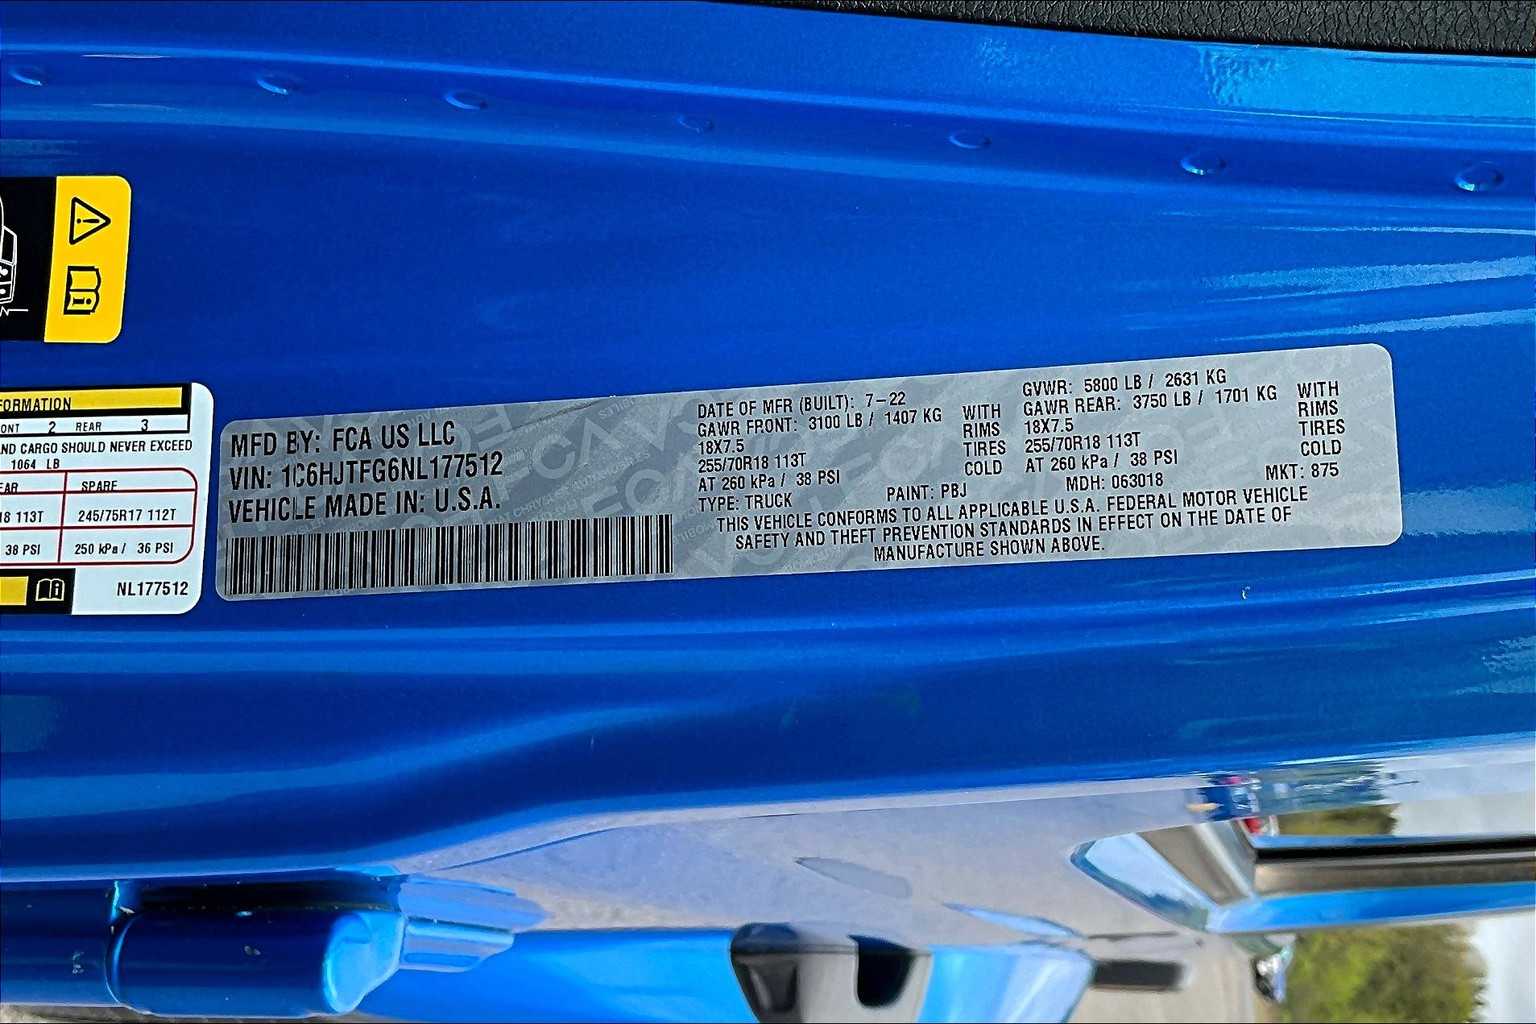 ORMATION
ONT 2 REAR 3
ND CARGO SHOULD NEVER EXCEED
1064 LB
EAR SPARE
18 113T 245/75R17 112T
38 PSI 250 kPa / 36 PSI
NL177512
MFD BY: FCA US LLC
VIN: 1C6HJTFG6NL177512
VEHICLE MADE IN: U.S.A.
DATE OF MFR (BUILT): 7-22
GAWR FRONT: 3100 LB / 1407 KG WITH
18X7.5 RIMS
255/70R18 113T TIRES
AT 260 kPa / 38 PSI COLD
GVWR: 5800 LB / 2631 KG
GAWR REAR: 3750 LB / 1701 KG WITH
18X7.5 RIMS
255/70R18 113T TIRES
AT 260 kPa / 38 PSI COLD
TYPE: TRUCK PAINT: PBJ MDH: 063018 MKT: 875
THIS VEHICLE CONFORMS TO ALL APPLICABLE U.S.A. FEDERAL MOTOR VEHICLE
SAFETY AND THEFT PREVENTION STANDARDS IN EFFECT ON THE DATE OF
MANUFACTURE SHOWN ABOVE.